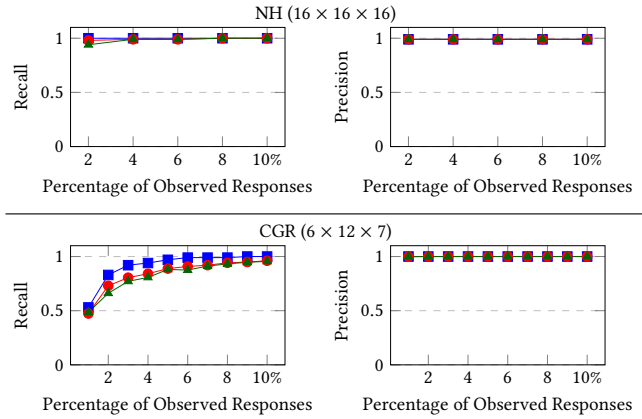 NH (16 × 16 × 16)
1
0.5
0
Recall
2 4 6 8 10%
Percentage of Observed Responses
1
0.5
0
Precision
2 4 6 8 10%
Percentage of Observed Responses
CGR (6 × 12 × 7)
1
0.5
0
Recall
2 4 6 8 10%
Percentage of Observed Responses
1
0.5
0
Precision
2 4 6 8 10%
Percentage of Observed Responses